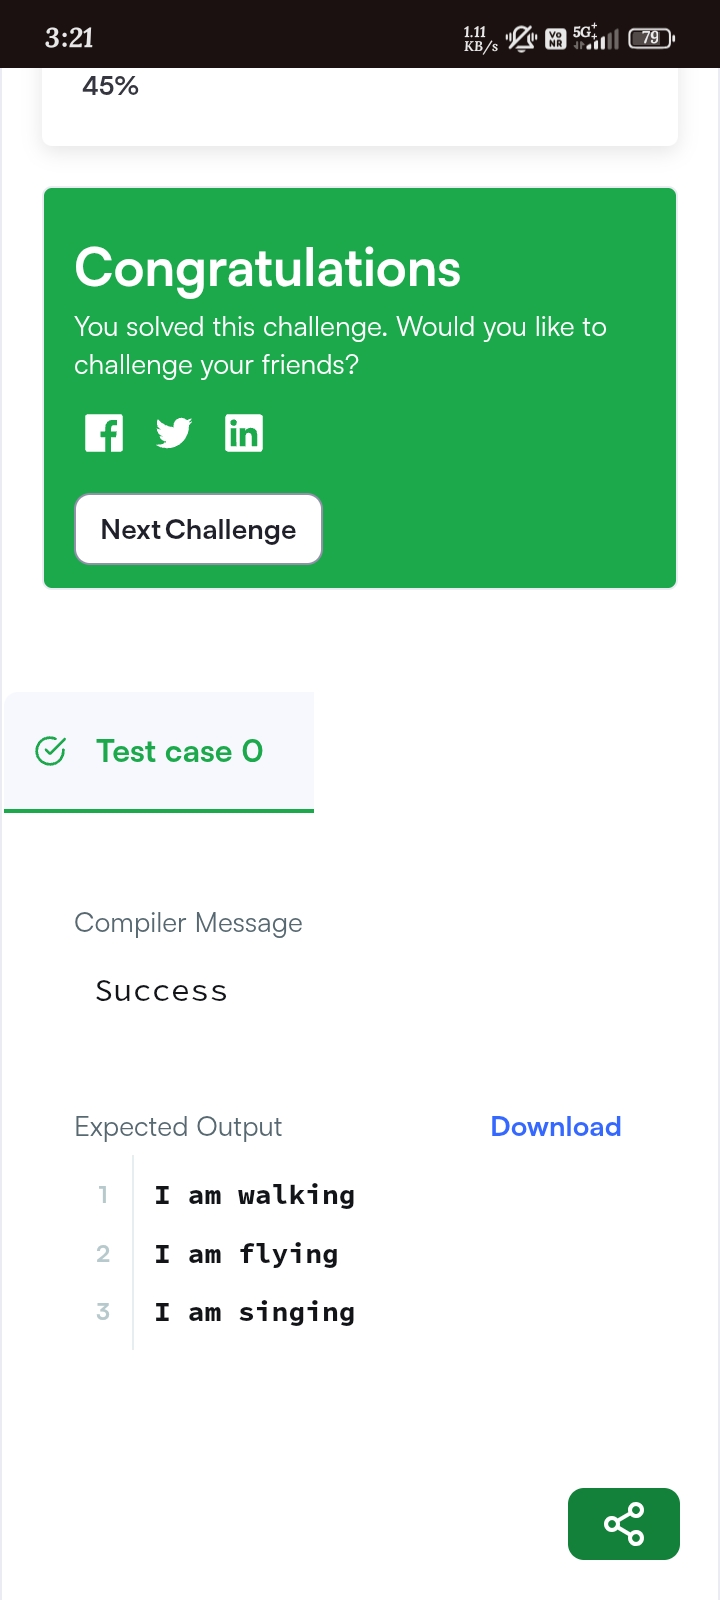 3:21
1.11
KB/s
Vo
NR
5G+
79
45%
Congratulations
You solved this challenge. Would you like to
challenge your friends?
Next Challenge
Test case 0
Compiler Message
Success
Expected Output
Download
1 I am walking
2 I am flying
3 I am singing